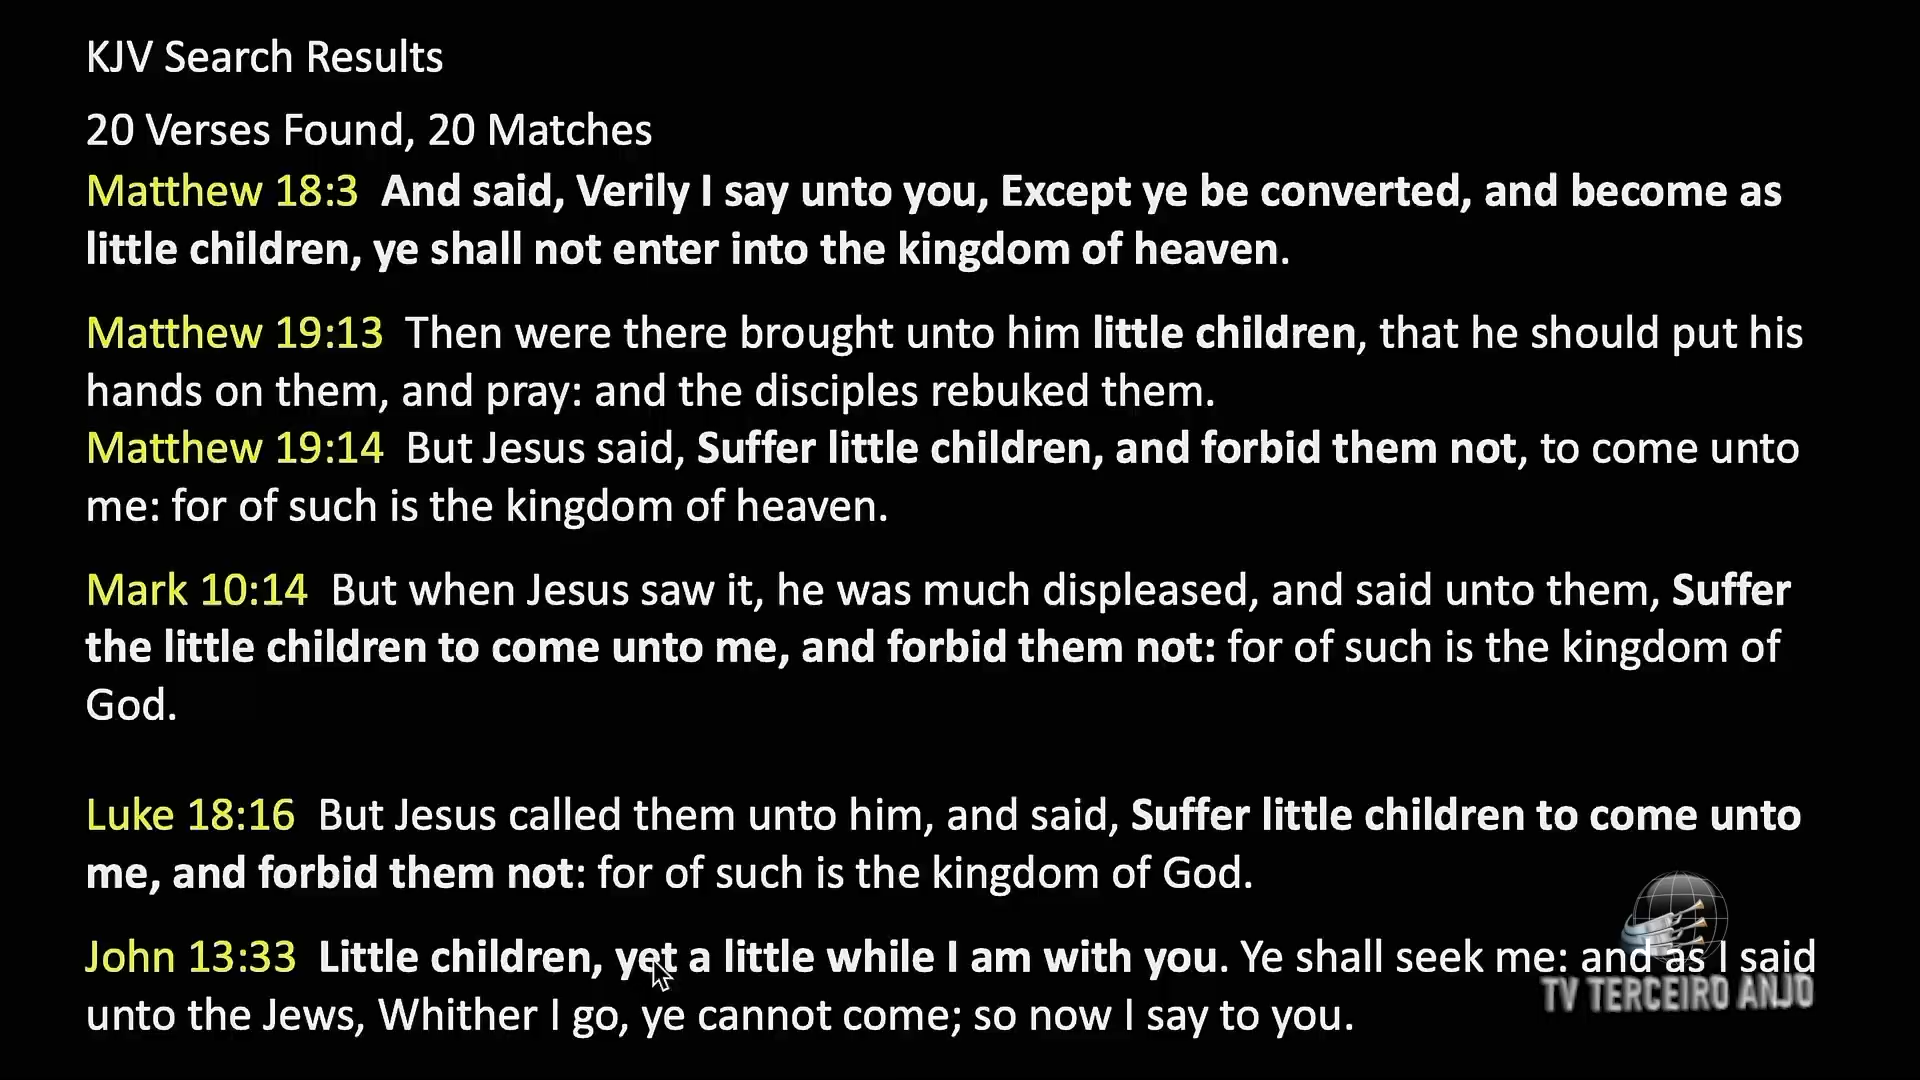 KJV Search Results
20 Verses Found, 20 Matches
Matthew 18:3 And said, Verily I say unto you, Except ye be converted, and become as
little children, ye shall not enter into the kingdom of heaven.
Matthew 19:13 Then were there brought unto him little children, that he should put his
hands on them, and pray: and the disciples rebuked them.
Matthew 19:14 But Jesus said, Suffer little children, and forbid them not, to come unto
me: for of such is the kingdom of heaven.
Mark 10:14 But when Jesus saw it, he was much displeased, and said unto them, Suffer
the little children to come unto me, and forbid them not: for of such is the kingdom of
God.
Luke 18:16 But Jesus called them unto him, and said, Suffer little children to come unto
me, and forbid them not: for of such is the kingdom of God.
John 13:33 Little children, yet a little while I am with you. Ye shall seek me: and as I said
unto the Jews, Whither I go, ye cannot come; so now I say to you.
TV TERCEIRO ANJO